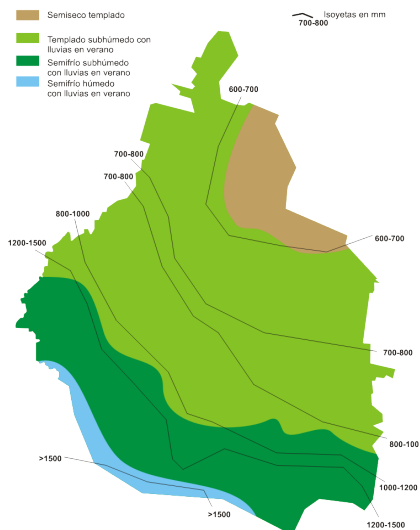 Semiseco templado
Templado subhúmedo con
lluvias en verano
Semifrío subhúmedo
con lluvias en verano
Semifrío húmedo
con lluvias en verano
Isoyetas en mm
700-800
600-700
700-800
700-800
800-1000
1200-1500
600-700
700-800
800-100
>1500
1000-1200
>1500
1200-1500